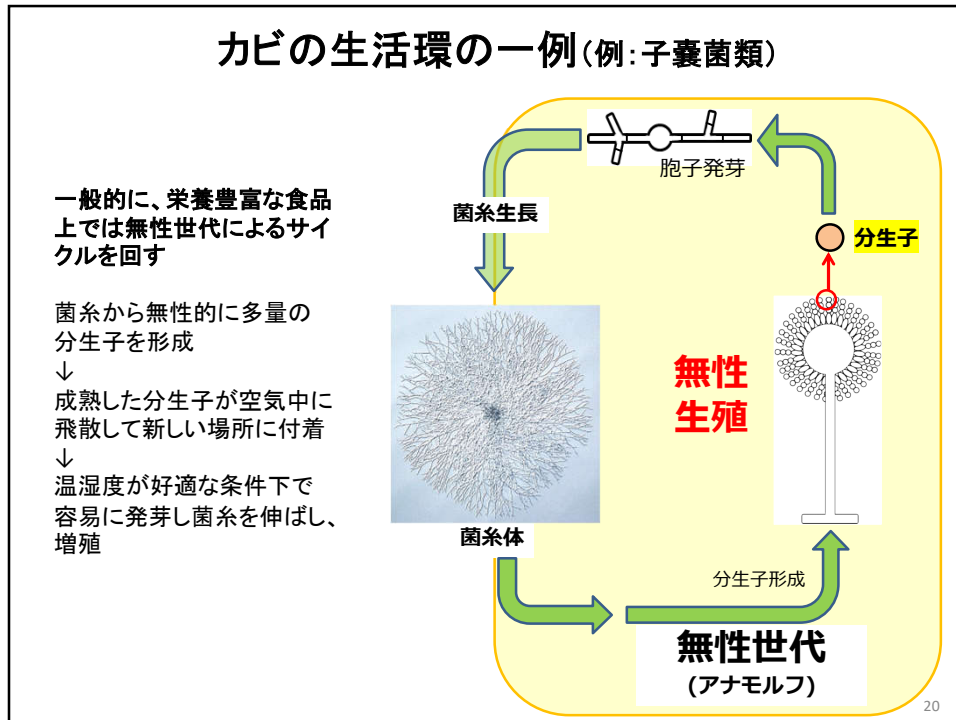 カビの生活環の一例(例:子嚢菌類)
一般的に、栄養豊富な食品
上では無性世代によるサイ
クルを回す
菌糸から無性的に多量の
分生子を形成
↓
成熟した分生子が空気中に
飛散して新しい場所に付着
↓
温湿度が好適な条件下で
容易に発芽し菌糸を伸ばし、
増殖
胞子発芽
菌糸生長
分生子
無性
生殖
菌糸体
分生子形成
無性世代
(アナモルフ)
20